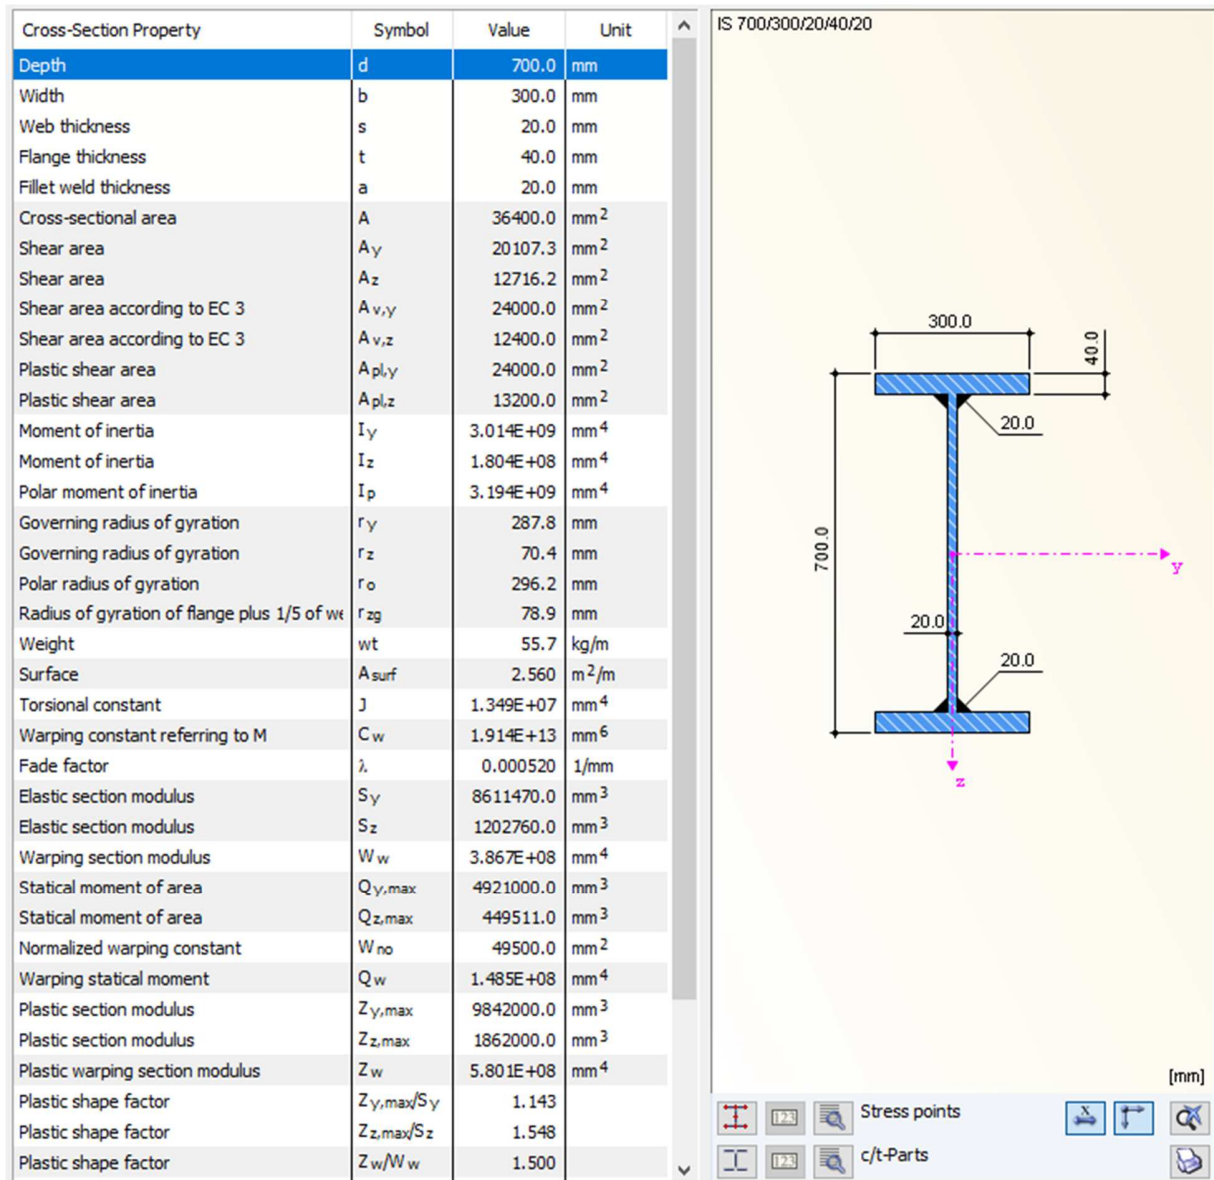 Cross-Section Property Symbol Value Unit
Depth d 700.0 mm
Width b 300.0 mm
Web thickness s 20.0 mm
Flange thickness t 40.0 mm
Fillet weld thickness a 20.0 mm
Cross-sectional area A 36400.0 mm2
Shear area Ay 20107.3 mm2
Shear area Az 12716.2 mm2
Shear area according to EC 3 Av,y 24000.0 mm2
Shear area according to EC 3 Av,z 12400.0 mm2
Plastic shear area Apl,y 24000.0 mm2
Plastic shear area Apl,z 13200.0 mm2
Moment of inertia Iy 3.014E+09 mm4
Moment of inertia Iz 1.804E+08 mm4
Polar moment of inertia Ip 3.194E+09 mm4
Governing radius of gyration ry 287.8 mm
Governing radius of gyration rz 70.4 mm
Polar radius of gyration ro 296.2 mm
Radius of gyration of flange plus 1/5 of we rzg 78.9 mm
Weight wt 55.7 kg/m
Surface Asurf 2.560 m2/m
Torsional constant J 1.349E+07 mm4
Warping constant referring to M Cw 1.914E+13 mm6
Fade factor λ 0.000520 1/mm
Elastic section modulus Sy 8611470.0 mm3
Elastic section modulus Sz 1202760.0 mm3
Warping section modulus Ww 3.867E+08 mm4
Statical moment of area Qy,max 4921000.0 mm3
Statical moment of area Qz,max 449511.0 mm3
Normalized warping constant Wno 49500.0 mm2
Warping statical moment Qw 1.485E+08 mm4
Plastic section modulus Zy,max 9842000.0 mm3
Plastic section modulus Zz,max 1862000.0 mm3
Plastic warping section modulus Zw 5.801E+08 mm4
Plastic shape factor Zy,max/Sy 1.143
Plastic shape factor Zz,max/Sz 1.548
Plastic shape factor Zw/Ww 1.500
IS 700/300/20/40/20
300.0
40.0
20.0
700.0
y
20.0
20.0
z
[mm]
123 Stress points x
123 c/t-Parts